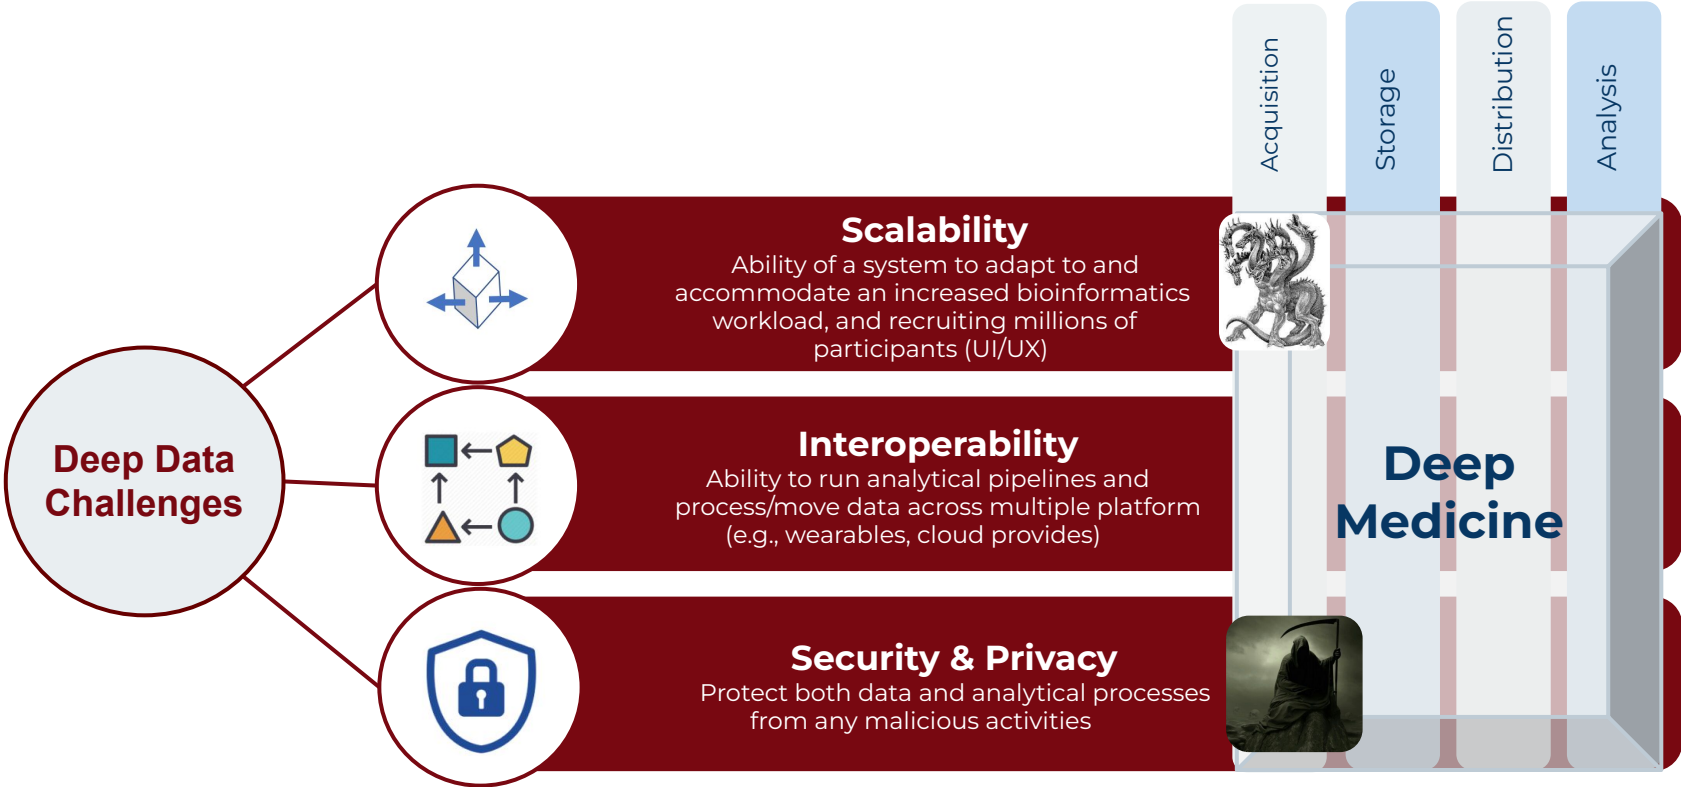 Acquisition
Storage
Distribution
Analysis
Deep Data
Challenges
Scalability
Ability of a system to adapt to and
accommodate an increased bioinformatics
workload, and recruiting millions of
participants (UI/UX)
Interoperability
Ability to run analytical pipelines and
process/move data across multiple platform
(e.g., wearables, cloud provides)
Security & Privacy
Protect both data and analytical processes
from any malicious activities
Deep
Medicine